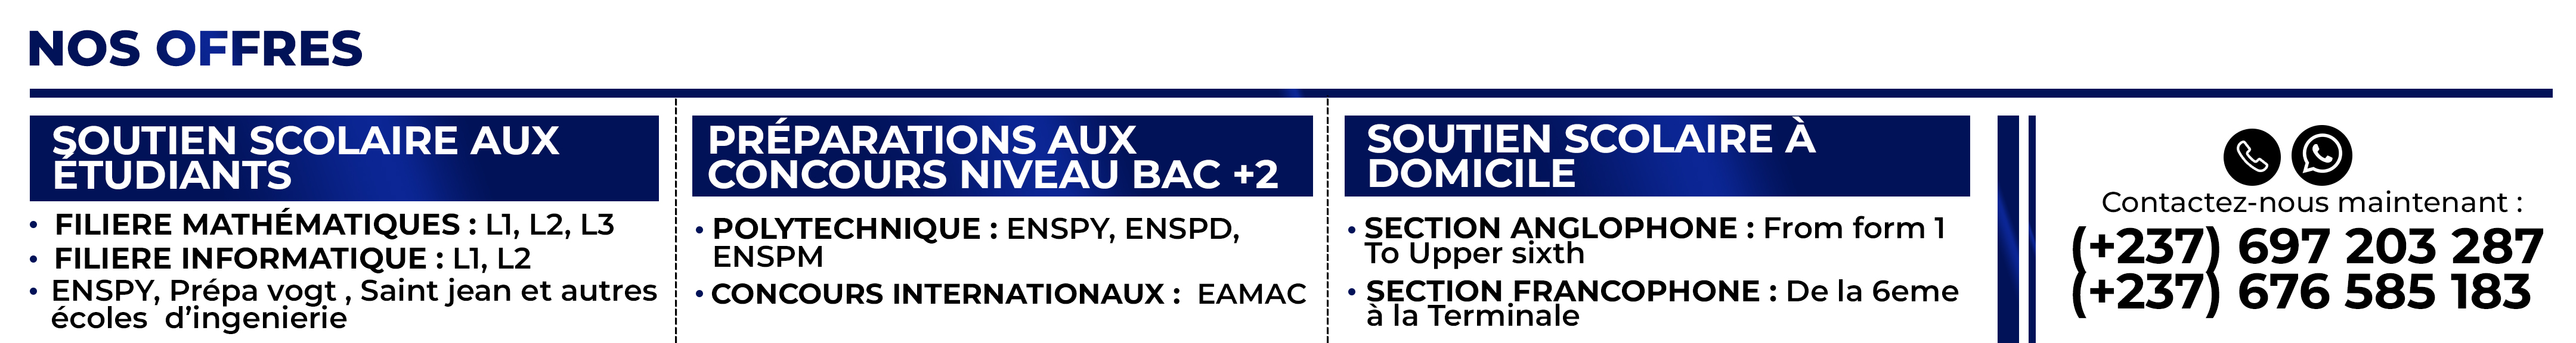 NOS OFFRES
SOUTIEN SCOLAIRE AUX
ÉTUDIANTS
• FILIERE MATHÉMATIQUES : L1, L2, L3
• FILIERE INFORMATIQUE : L1, L2
• ENSPY, Prépa vogt , Saint jean et autres
écoles  d’ingenierie
PRÉPARATIONS AUX
CONCOURS NIVEAU BAC +2
• POLYTECHNIQUE : ENSPY, ENSPD,
ENSPM
• CONCOURS INTERNATIONAUX :  EAMAC
SOUTIEN SCOLAIRE À
DOMICILE
• SECTION ANGLOPHONE : From form 1
To Upper sixth
• SECTION FRANCOPHONE : De la 6eme
à la Terminale
Contactez-nous maintenant :
(+237) 697 203 287
(+237) 676 585 183